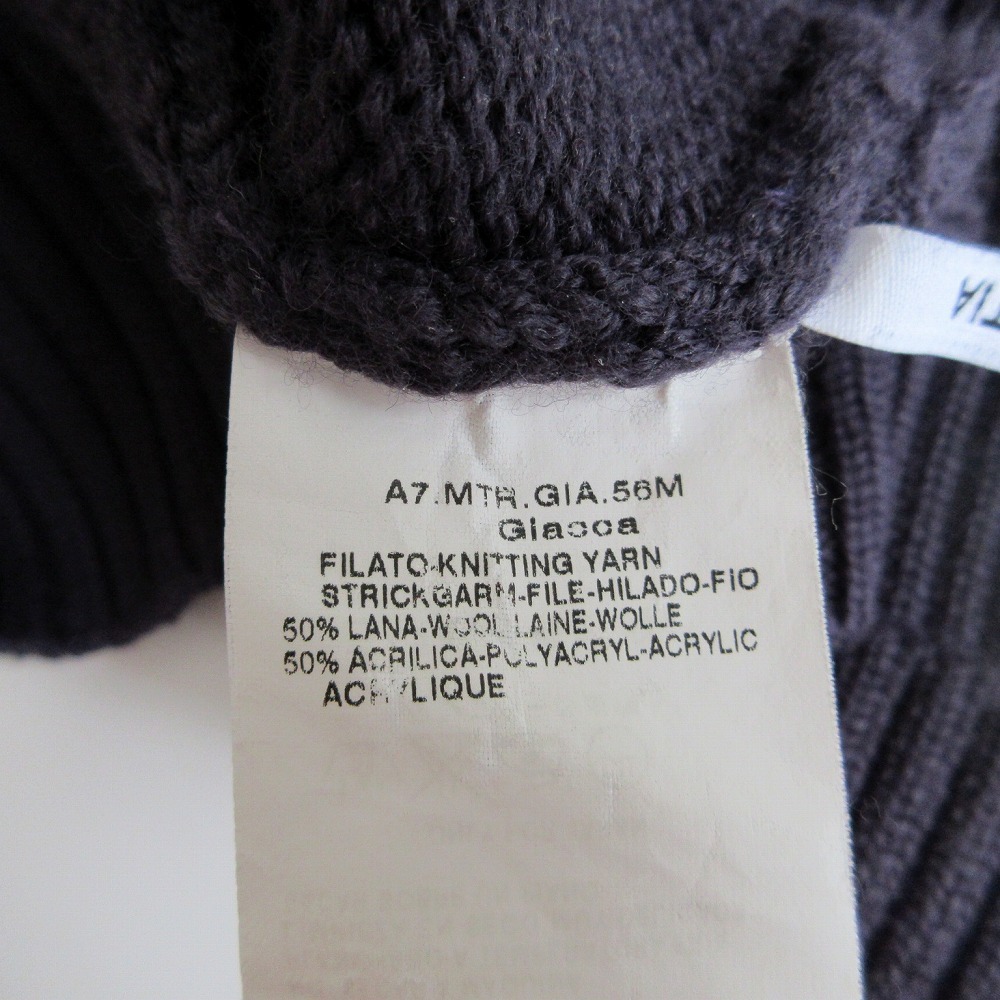 A7.MTR.GIA.56M
Giacca
FILATO-KNITTING YARN
STRICKGARN-FILE-HILADO-FIO
50% LANA-WOOL LAINE-WOLLE
50% ACRILICA-POLYACRYL-ACRYLIC
ACRYLIQUE